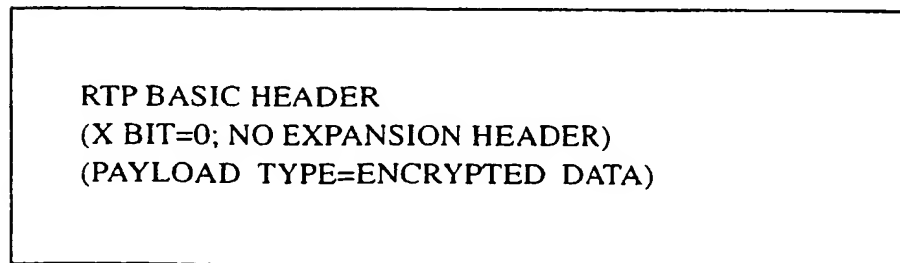 RTP BASIC HEADER
(X BIT=0; NO EXPANSION HEADER)
(PAYLOAD TYPE=ENCRYPTED DATA)